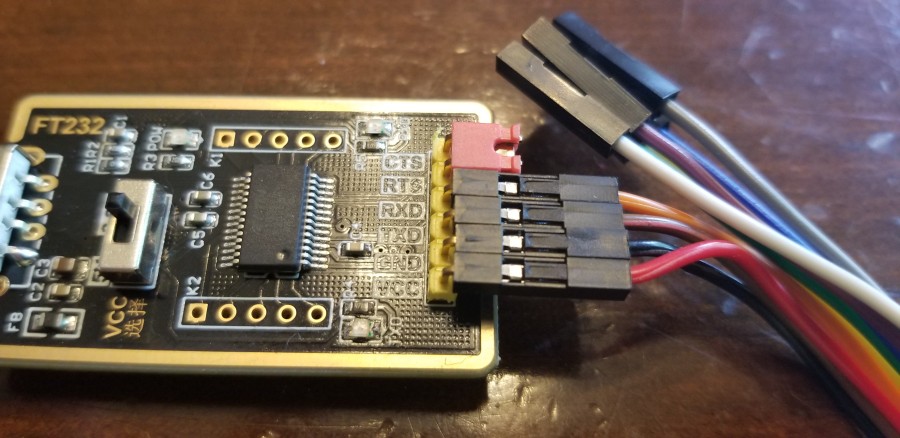 FT232
C1
R1
R2
POW
R3
K1
CTS
RTS
RXD
TXD
GND
VCC
C6
C5
C3
C2
FB
VCC
选择
K2